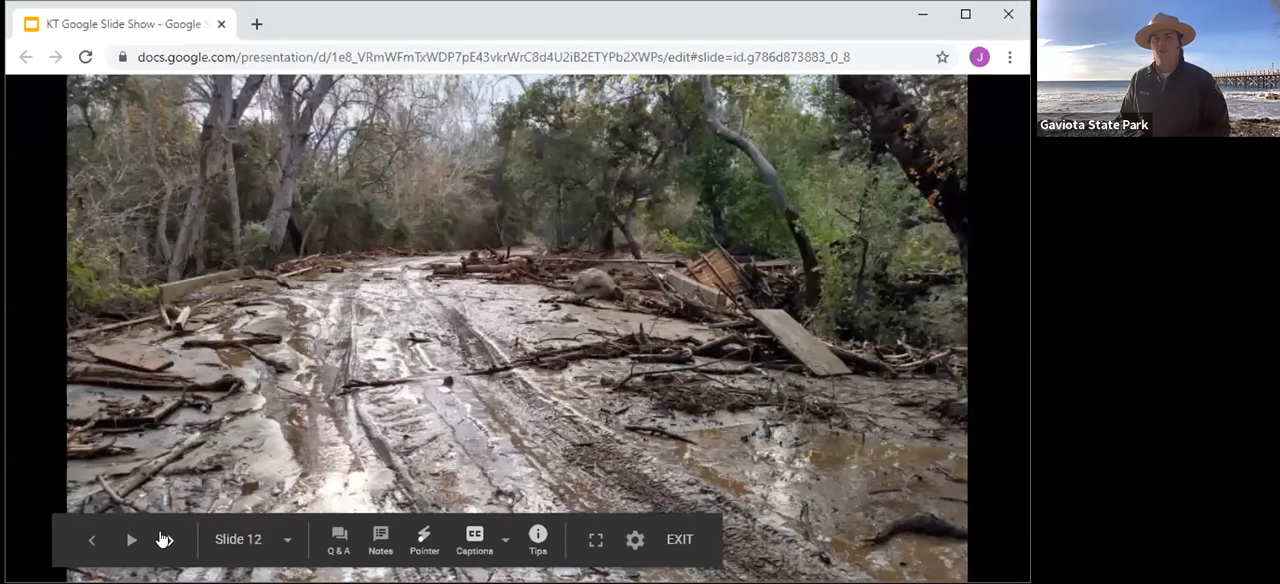 KT Google Slide Show - Google S
docs.google.com/presentation/d/1e8_VRmWFmTxWDP7pE43vkrWrC8d4U2iB2ETYPb2XWPs/edit#slide=id.g786d873883_0_8
J
Gaviota State Park
Slide 12
Q & A
Notes
Pointer
CC
Captions
Tips
EXIT